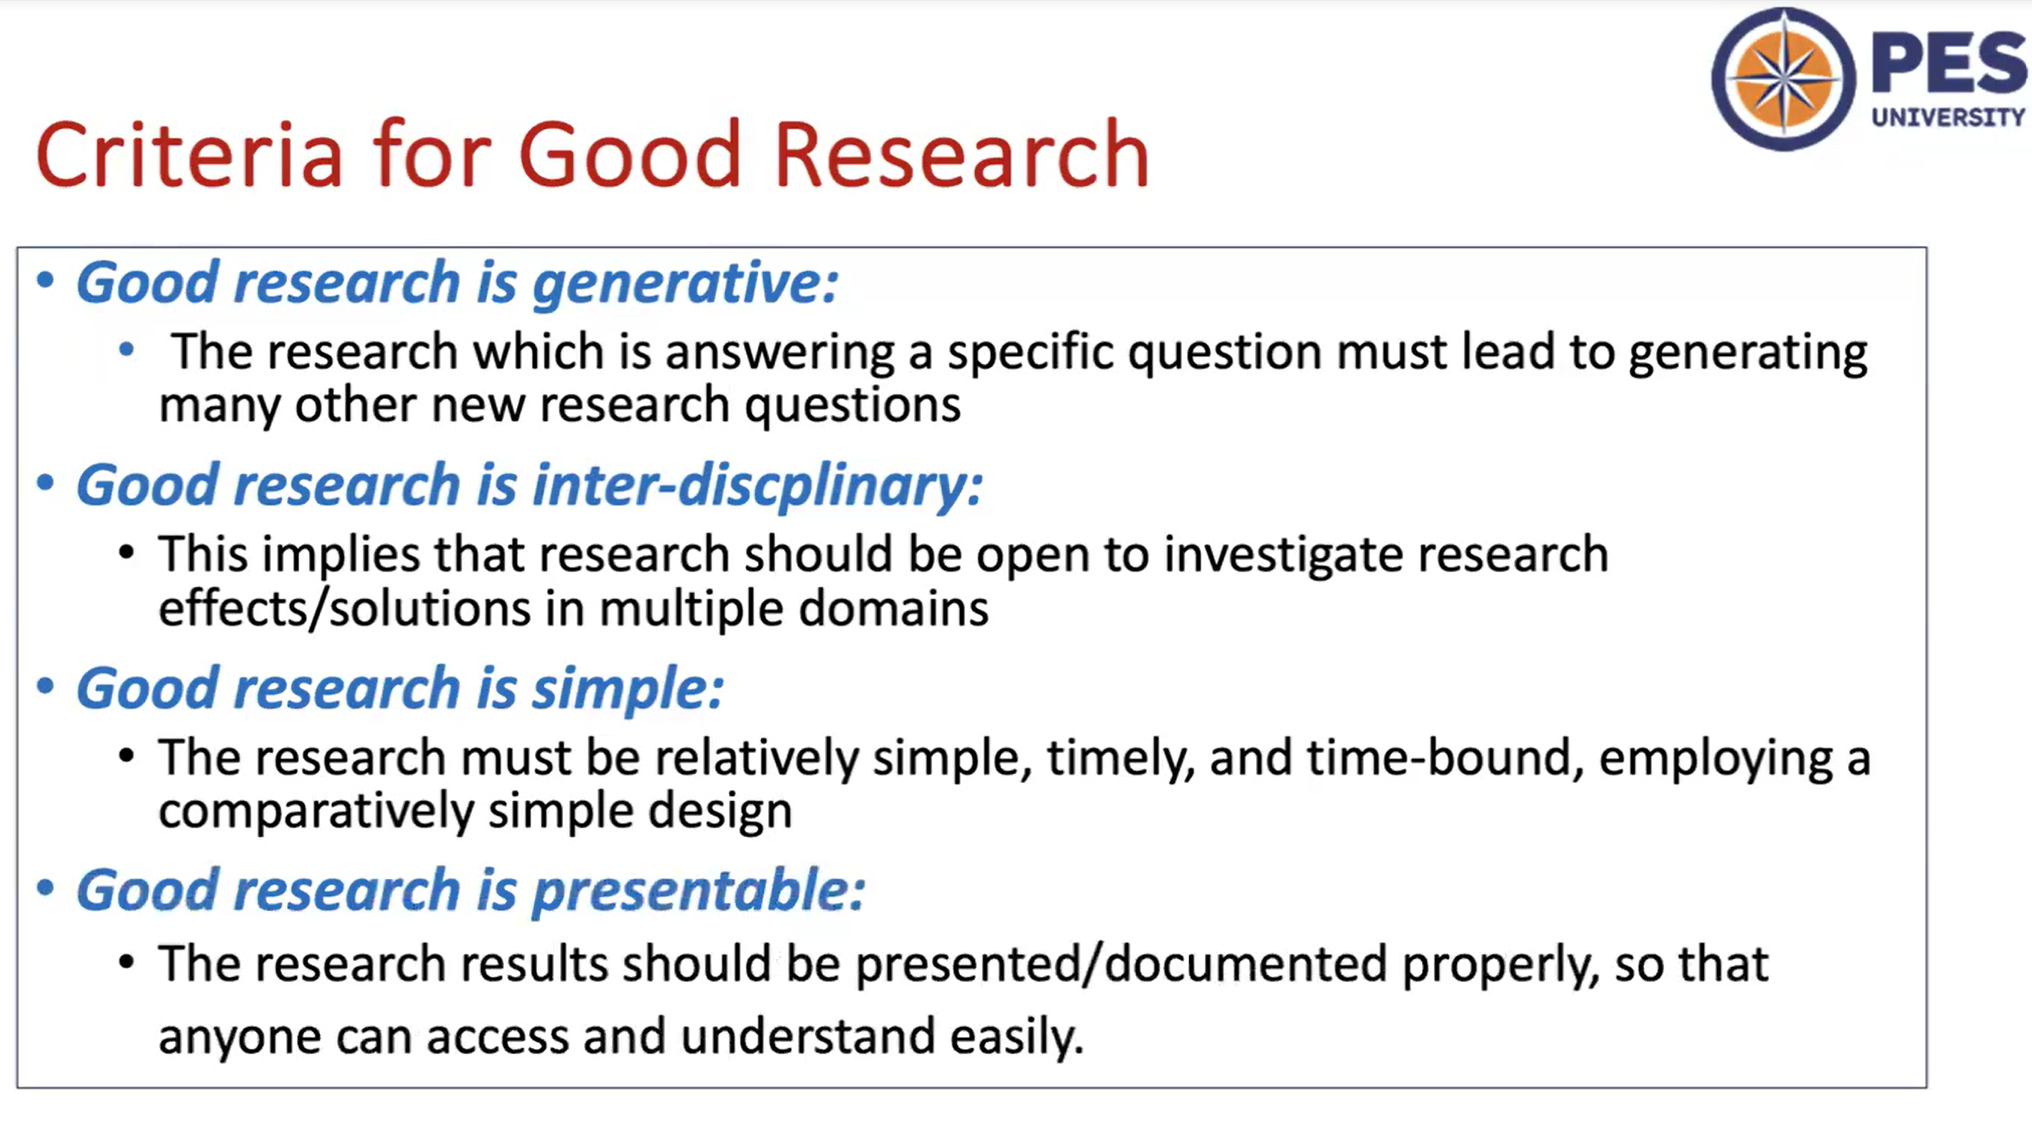 PES
UNIVERSITY
Criteria for Good Research
• Good research is generative:
• The research which is answering a specific question must lead to generating
many other new research questions
• Good research is inter-discplinary:
• This implies that research should be open to investigate research
effects/solutions in multiple domains
• Good research is simple:
• The research must be relatively simple, timely, and time-bound, employing a
comparatively simple design
• Good research is presentable:
• The research results should be presented/documented properly, so that
anyone can access and understand easily.